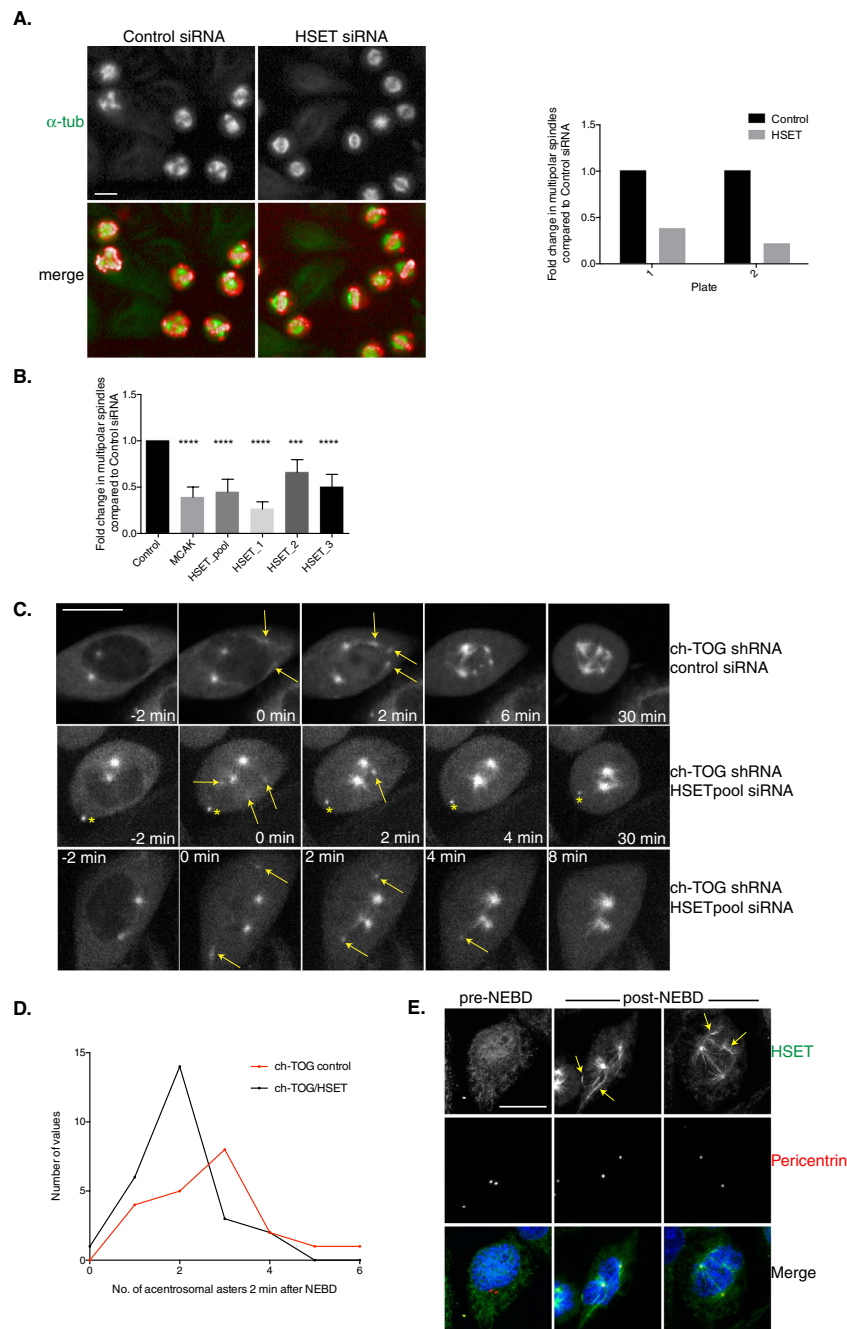 A.
Control siRNA
HSET siRNA
α-tub
merge
Fold change in multipolar spindles
compared to Control siRNA
1.5
1.0
0.5
0.0
1
2
Plate
Control
HSET
B.
Fold change in multipolar spindles
compared to Control siRNA
1.5
1.0
0.5
0.0
**** **** **** *** ****
Control
MCAK
HSET_pool
HSET_1
HSET_2
HSET_3
C.
-2 min
0 min
2 min
6 min
30 min
ch-TOG shRNA
control siRNA
*
*
*
*
*
-2 min
0 min
2 min
4 min
30 min
ch-TOG shRNA
HSETpool siRNA
-2 min
0 min
2 min
4 min
8 min
ch-TOG shRNA
HSETpool siRNA
D.
Number of values
15
10
5
0
0
2
4
6
No. of acentrosomal asters 2 min after NEBD
ch-TOG control
ch-TOG/HSET
E.
pre-NEBD
post-NEBD
HSET
Pericentrin
Merge